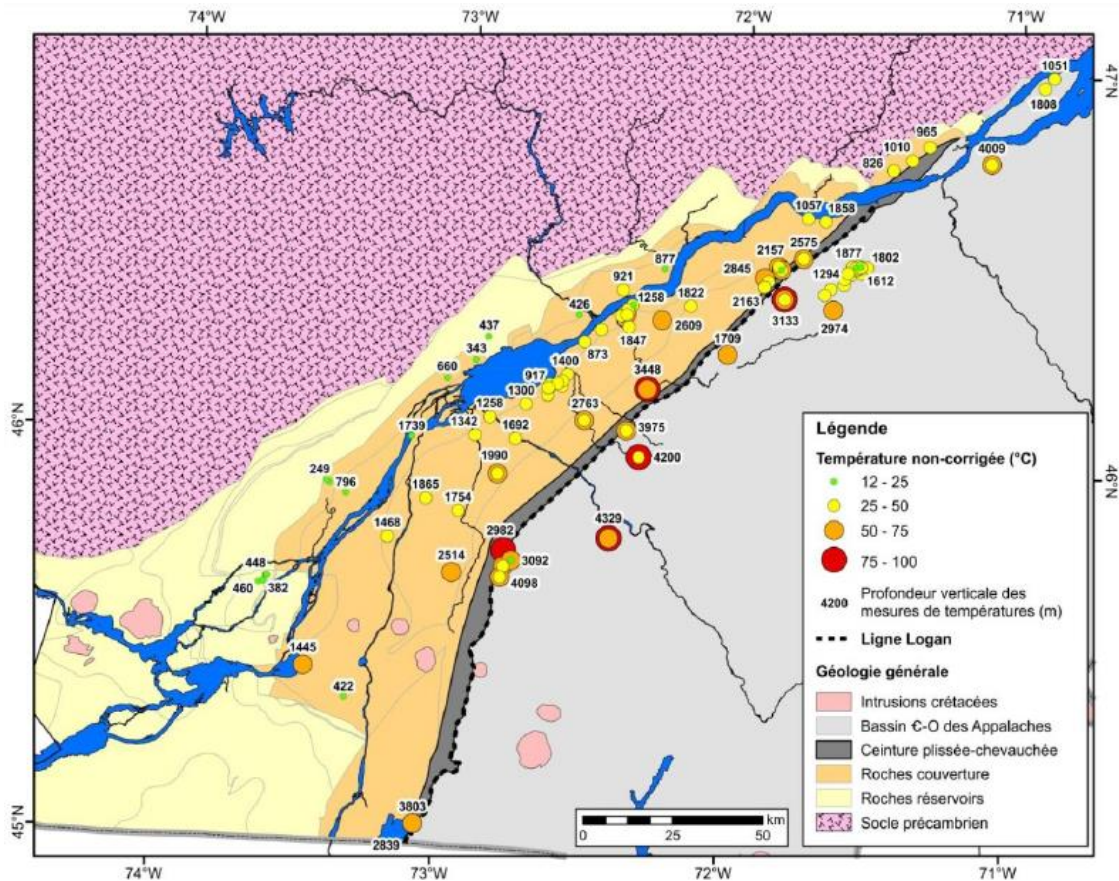 74°W 73°W 72°W 71°W
47°N
1051
1808
965
1010
4009
826
1057
1858
2575
2157
1877
1802
877
2845
1294
921
1612
1258
1822
2163
426
2974
3133
2609
437
1847
1709
343
873
1400
3448
660
917
1300
46°N
1258
2763
3975
1342
1692
1739
4200
46°N
1990
249
796
1865
1754
4329
1468
2982
2514
3092
448
4098
460
382
1445
422
3803
45°N
2839
Légende
Température non-corrigée (°C)
12 - 25
25 - 50
50 - 75
75 - 100
4200 Profondeur verticale des
mesures de températures (m)
Ligne Logan
Géologie générale
Intrusions crétacées
Bassin Є-O des Appalaches
Ceinture plissée-chevauchée
Roches couverture
Roches réservoirs
Socle précambrien
km
0 25 50
74°W 73°W 72°W 71°W